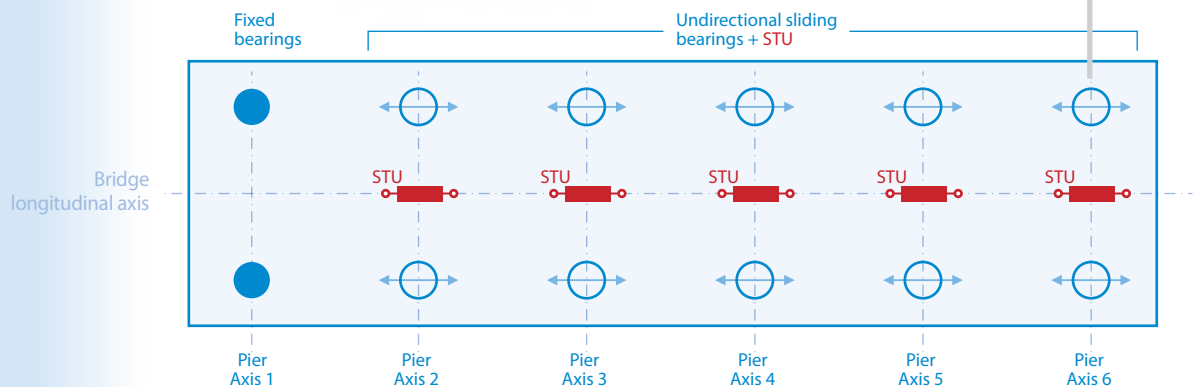 Fixed
bearings
Undirectional sliding
bearings + STU
Bridge
longitudinal axis
STU
STU
STU
STU
STU
Pier
Axis 1
Pier
Axis 2
Pier
Axis 3
Pier
Axis 4
Pier
Axis 5
Pier
Axis 6